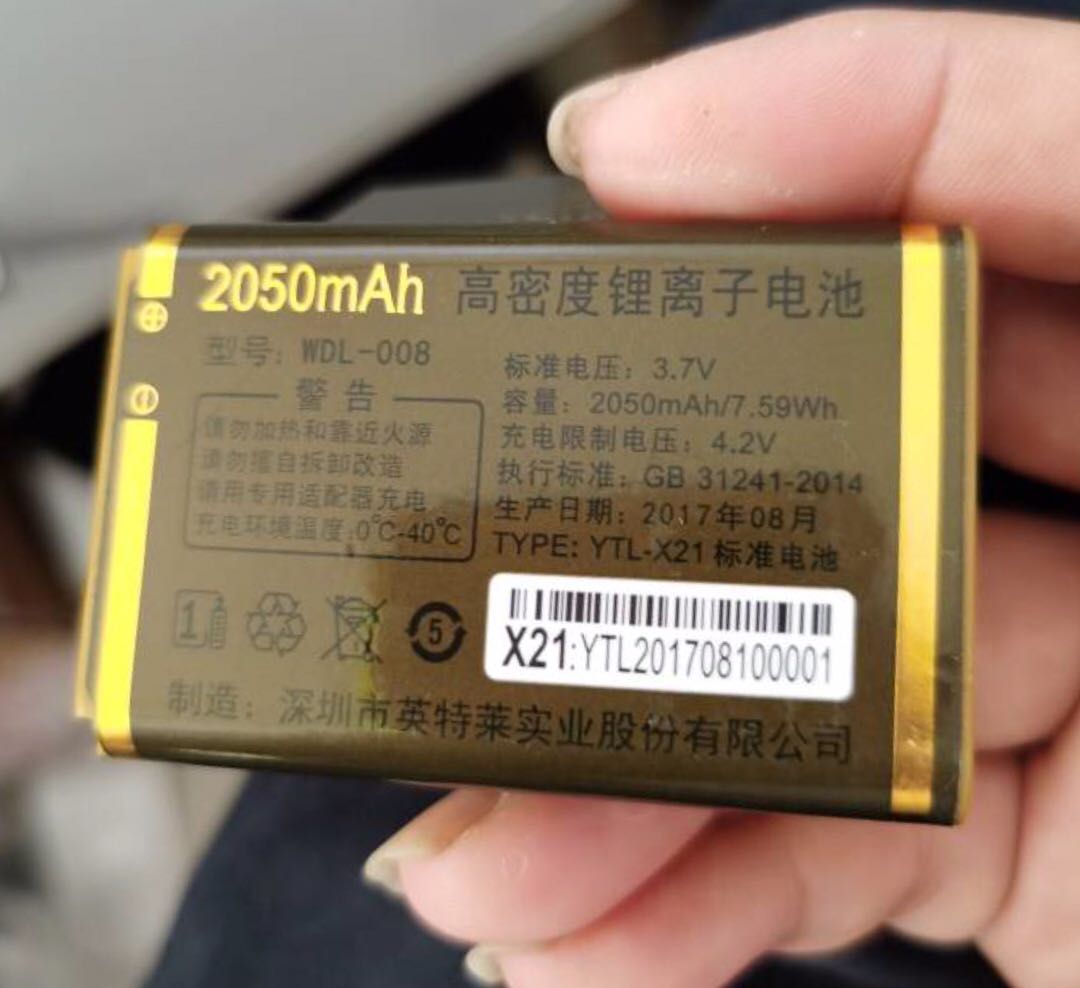 2050mAh 高密度锂离子电池
型号: WDL-008
警告
请勿加热和靠近火源
请勿擅自拆卸改造
请用专用适配器充电
充电环境温度:0℃-40℃
标准电压: 3.7V
容量: 2050mAh/7.59Wh
充电限制电压: 4.2V
执行标准: GB 31241-2014
生产日期: 2017年08月
TYPE: YTL-X21 标准电池
1
5
X21:YTL201708100001
制造: 深圳市英特莱实业股份有限公司